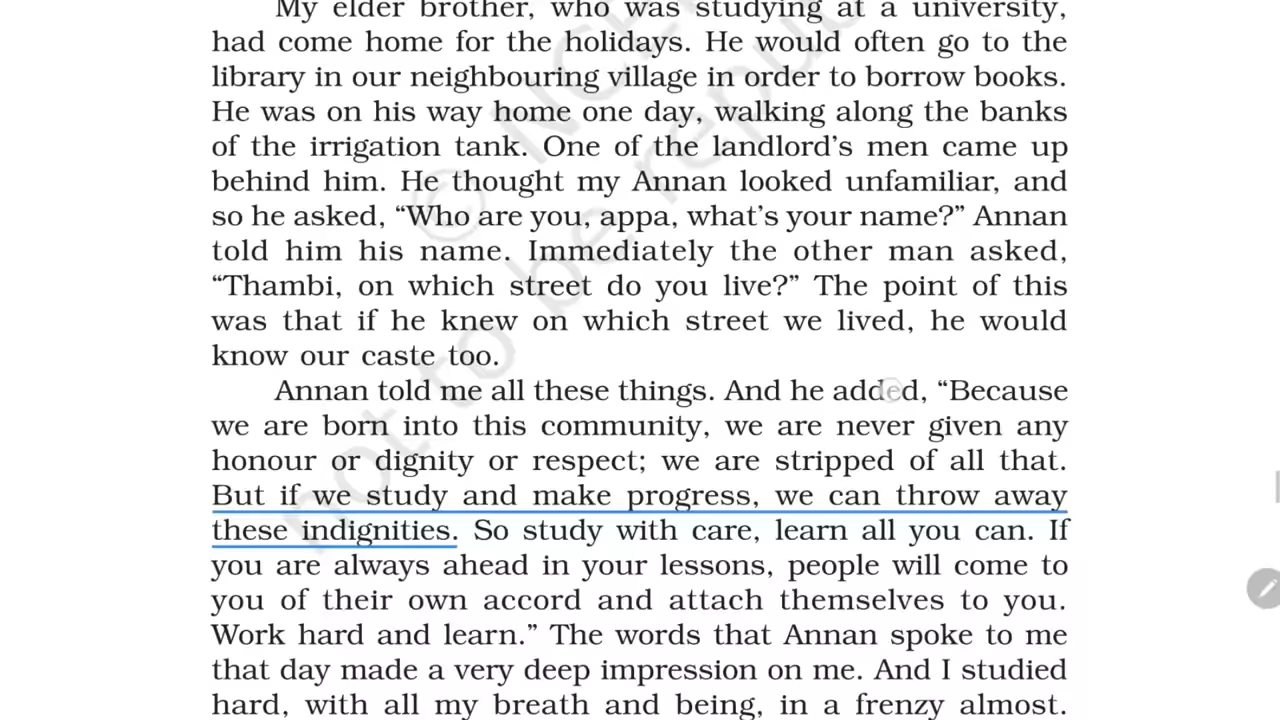 My elder brother, who was studying at a university,
had come home for the holidays. He would often go to the
library in our neighbouring village in order to borrow books.
He was on his way home one day, walking along the banks
of the irrigation tank. One of the landlord's men came up
behind him. He thought my Annan looked unfamiliar, and
so he asked, “Who are you, appa, what's your name?” Annan
told him his name. Immediately the other man asked,
“Thambi, on which street do you live?” The point of this
was that if he knew on which street we lived, he would
know our caste too.
Annan told me all these things. And he added, “Because
we are born into this community, we are never given any
honour or dignity or respect; we are stripped of all that.
But if we study and make progress, we can throw away
these indignities. So study with care, learn all you can. If
you are always ahead in your lessons, people will come to
you of their own accord and attach themselves to you.
Work hard and learn.” The words that Annan spoke to me
that day made a very deep impression on me. And I studied
hard, with all my breath and being, in a frenzy almost.
© NC
not to be repu